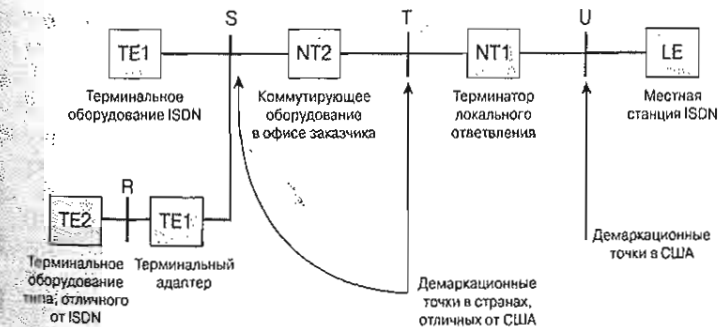 S
T
U
TE1
NT2
NT1
LE
Терминальное
оборудование ISDN
Коммутирующее
оборудование
в офисе заказчика
Терминатор
локального
ответвления
Местная
станция ISDN
R
TE2
TE1
Терминальное
оборудование
типа, отличного
от ISDN
Терминальный
адаптер
Демаркационные
точки в странах,
отличных от США
Демаркационные
точки в США